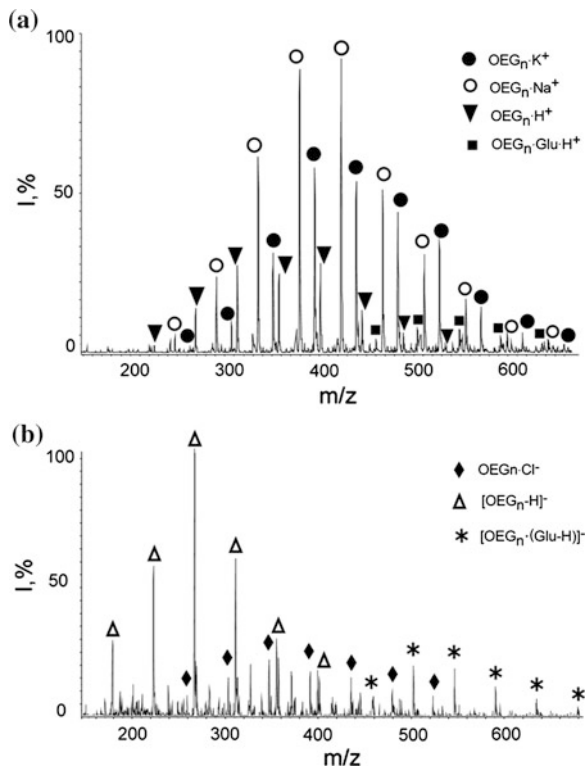 (a)
100
50
0
I,%
200 300 400 500 600
m/z
OEGn·K+
OEGn·Na+
OEGn·H+
OEGn·Glu·H+
(b)
100
50
0
I,%
200 300 400 500 600
m/z
OEGn·Cl-
[OEGn-H]-
[OEGn·(Glu-H)]-